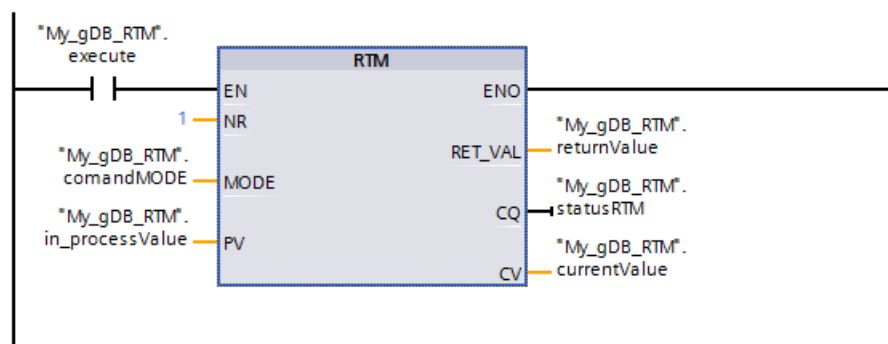 "My_gDB_RTM".
execute
RTM
EN
ENO
1
NR
"My_gDB_RTM".
returnValue
RET_VAL
"My_gDB_RTM".
comandMODE
MODE
"My_gDB_RTM".
statusRTM
CQ
"My_gDB_RTM".
in_processValue
PV
"My_gDB_RTM".
currentValue
CV